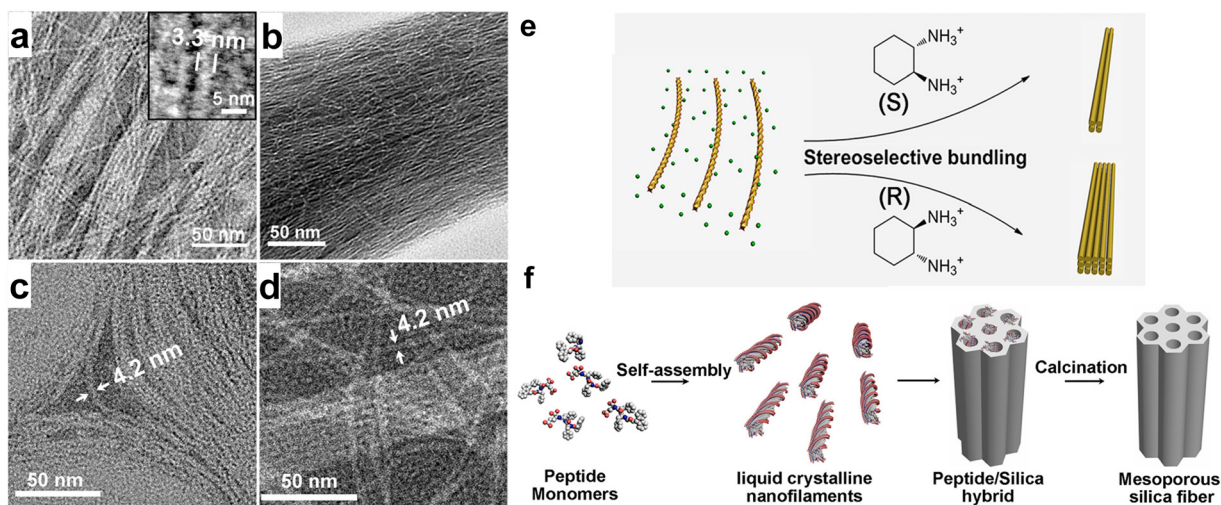 a
3.3 nm
5 nm
50 nm
b
50 nm
c
4.2 nm
50 nm
d
4.2 nm
50 nm
e
NH3+
NH3+
(S)
Stereoselective bundling
(R)
NH3+
NH3+
f
Self-assembly
Calcination
Peptide
Monomers
liquid crystalline
nanofilaments
Peptide/Silica
hybrid
Mesoporous
silica fiber